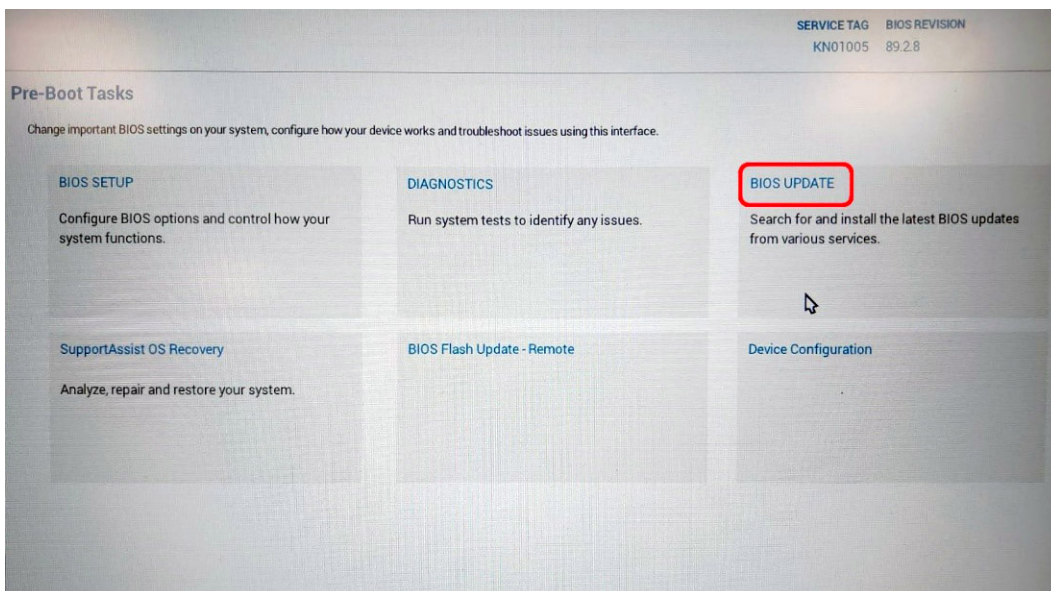 SERVICE TAG BIOS REVISION
KN01005 89.2.8
Pre-Boot Tasks
Change important BIOS settings on your system, configure how your device works and troubleshoot issues using this interface.
BIOS SETUP
Configure BIOS options and control how your
system functions.
DIAGNOSTICS
Run system tests to identify any issues.
BIOS UPDATE
Search for and install the latest BIOS updates
from various services.
SupportAssist OS Recovery
Analyze, repair and restore your system.
BIOS Flash Update - Remote
Device Configuration